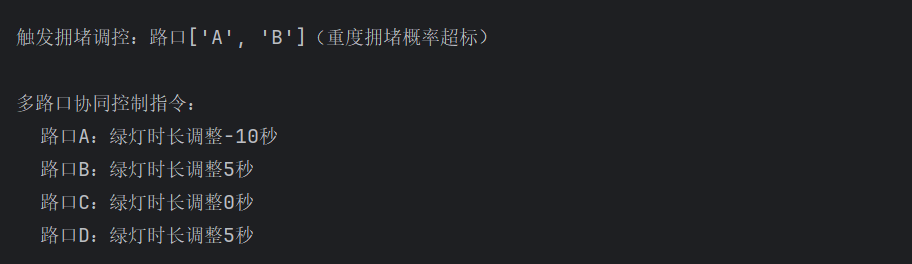 触发拥堵调控：路口['A', 'B']（重度拥堵概率超标）
多路口协同控制指令：
路口A：绿灯时长调整-10秒
路口B：绿灯时长调整5秒
路口C：绿灯时长调整0秒
路口D：绿灯时长调整5秒